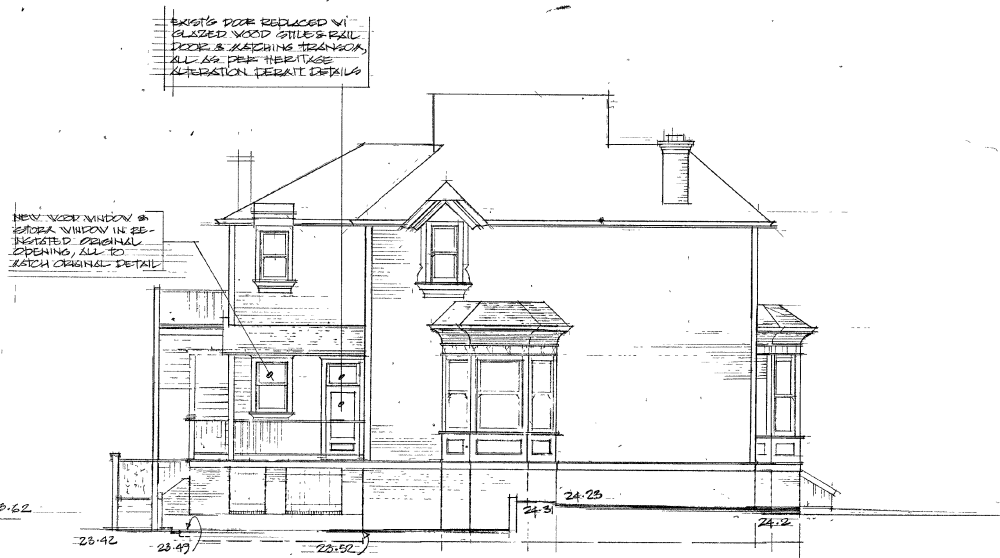 EXIST'G DOOR REPLACED W/
GLAZED WOOD STILE & RAIL
DOOR & MATCHING TRANSOM,
ALL AS PER HERITAGE
ALTERATION PERMIT DETAILS
NEW WOOD WINDOW &
STORM WINDOW IN RE-
INSTATED ORIGINAL
OPENING, ALL TO
MATCH ORIGINAL DETAIL
3.62
23.42
23.49
23.52
24.31
24.23
24.2